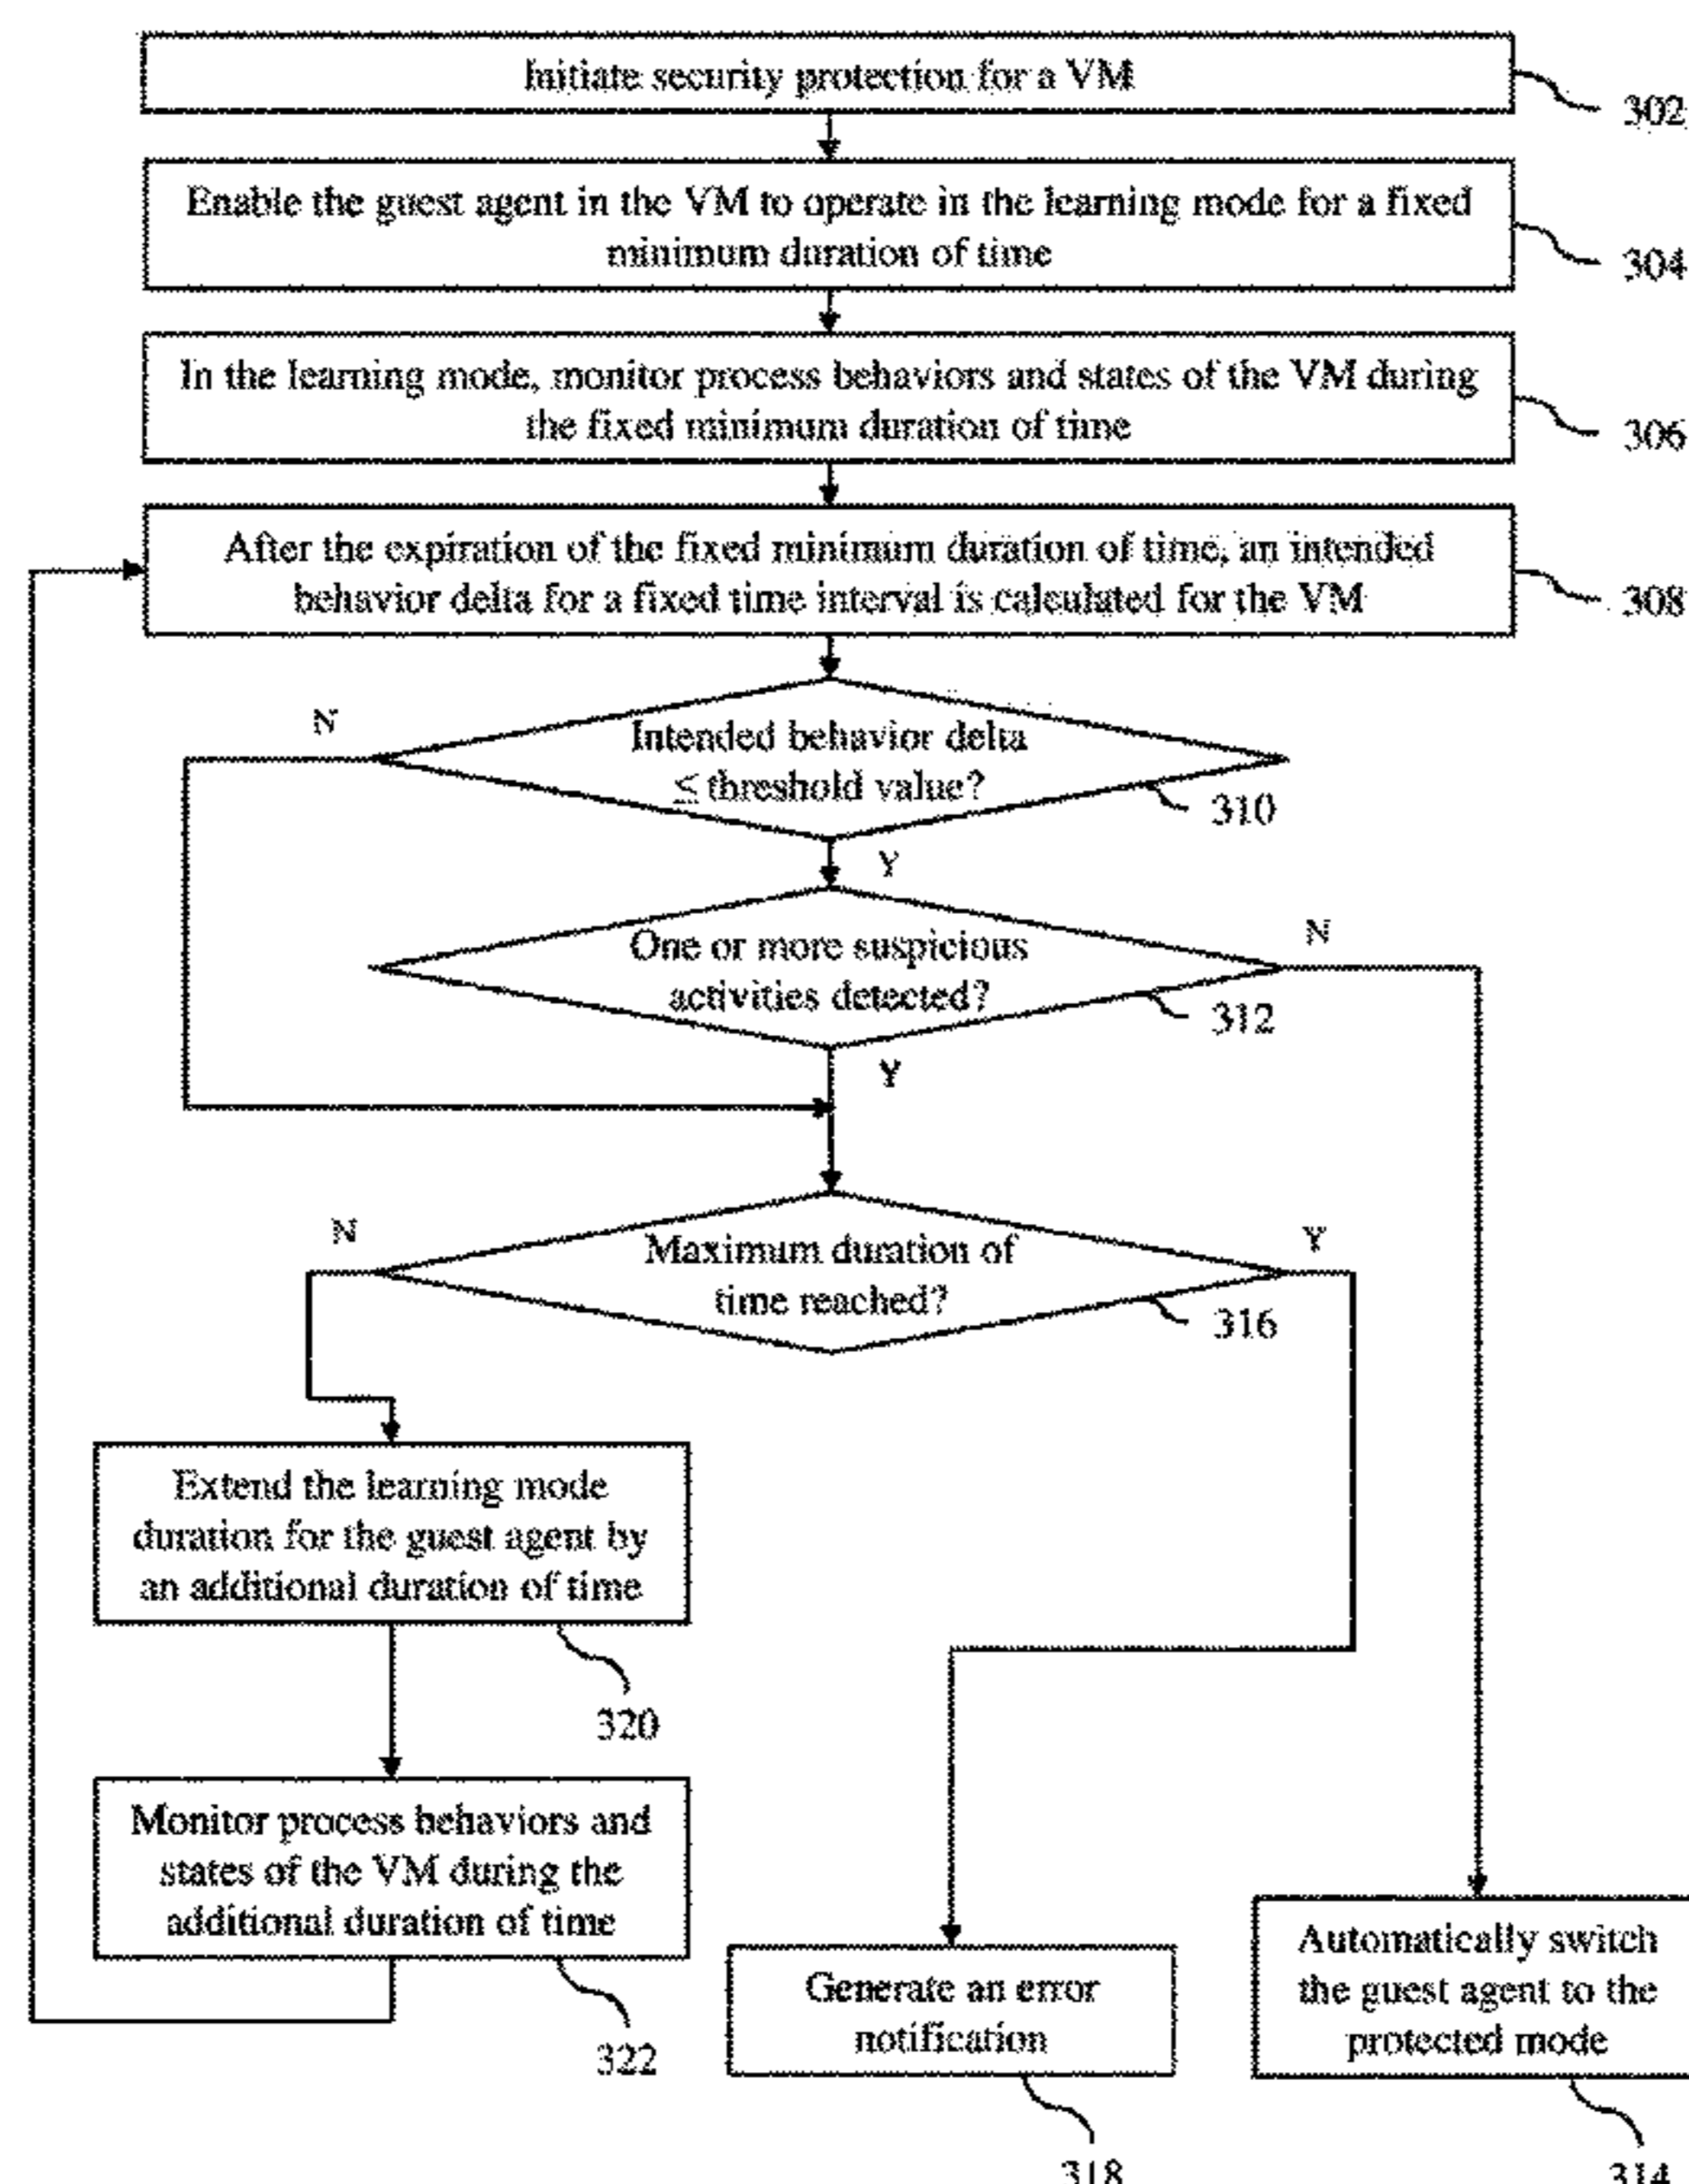 Initiate security protection for a VM
302
Enable the guest agent in the VM to operate in the learning mode for a fixed
minimum duration of time
304
In the learning mode, monitor process behaviors and states of the VM during
the fixed minimum duration of time
306
After the expiration of the fixed minimum duration of time, an intended
behavior delta for a fixed time interval is calculated for the VM
308
N
Intended behavior delta
≤ threshold value?
310
Y
N
One or more suspicious
activities detected?
312
Y
N
Y
Maximum duration of
time reached?
316
Extend the learning mode
duration for the guest agent by
an additional duration of time
320
Monitor process behaviors and
states of the VM during the
additional duration of time
322
Generate an error
notification
318
Automatically switch
the guest agent to the
protected mode
314